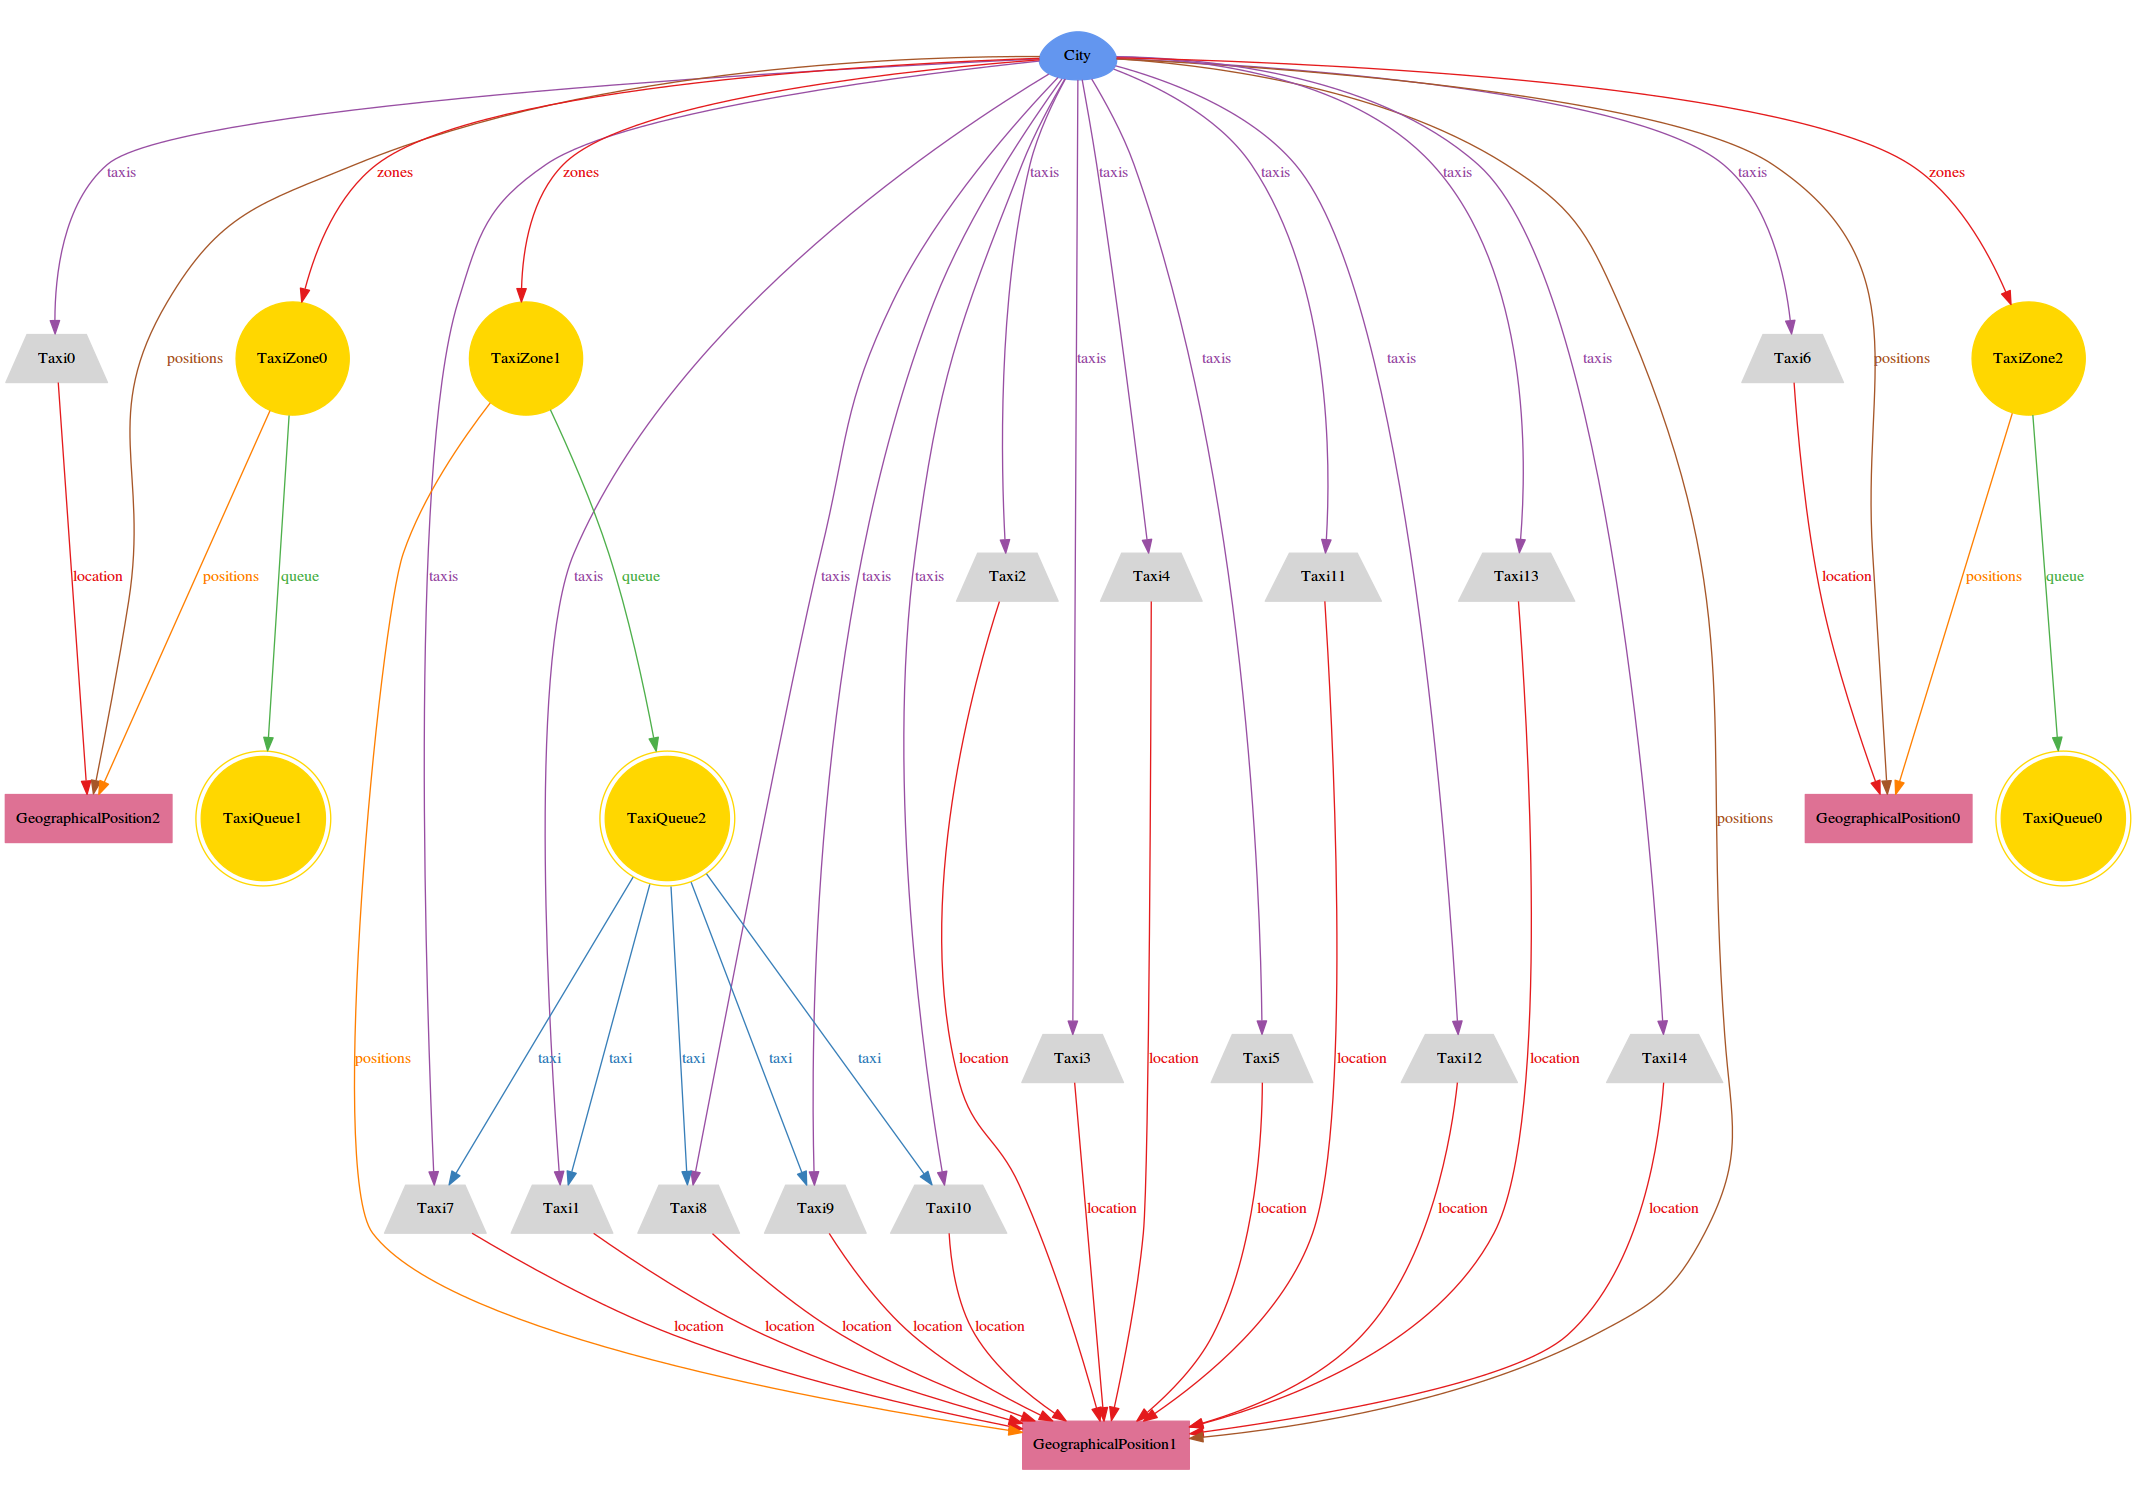 City
taxis
zones
zones
taxis
taxis
taxis
taxis
taxis
zones
Taxi0
positions
TaxiZone0
TaxiZone1
taxis
taxis
taxis
taxis
Taxi6
positions
TaxiZone2
location
positions
queue
taxis
taxis
queue
taxis
taxis
taxis
Taxi2
Taxi4
Taxi11
Taxi13
location
positions
queue
GeographicalPosition2
TaxiQueue1
TaxiQueue2
positions
GeographicalPosition0
TaxiQueue0
positions
taxi
taxi
taxi
taxi
taxi
location
Taxi3
location
Taxi5
location
Taxi12
location
Taxi14
Taxi7
Taxi1
Taxi8
Taxi9
Taxi10
location
location
location
location
location
location
location
location
location
GeographicalPosition1